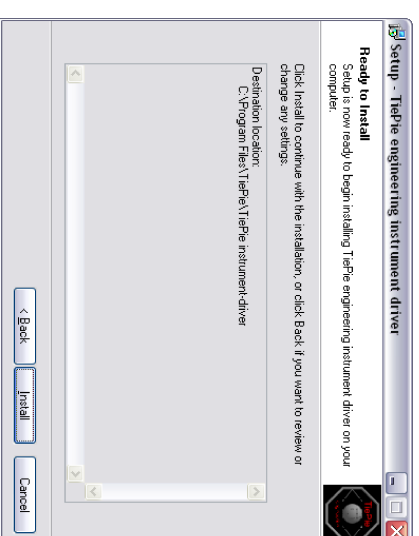 Setup - TiePie engineering instrument driver
Ready to Install
Setup is now ready to begin installing TiePie engineering instrument driver on your
computer.
TiePie
Click Install to continue with the installation, or click Back if you want to review or
change any settings.
Destination location:
C:\Program Files\TiePie\TiePie instrument-driver
< Back
Install
Cancel